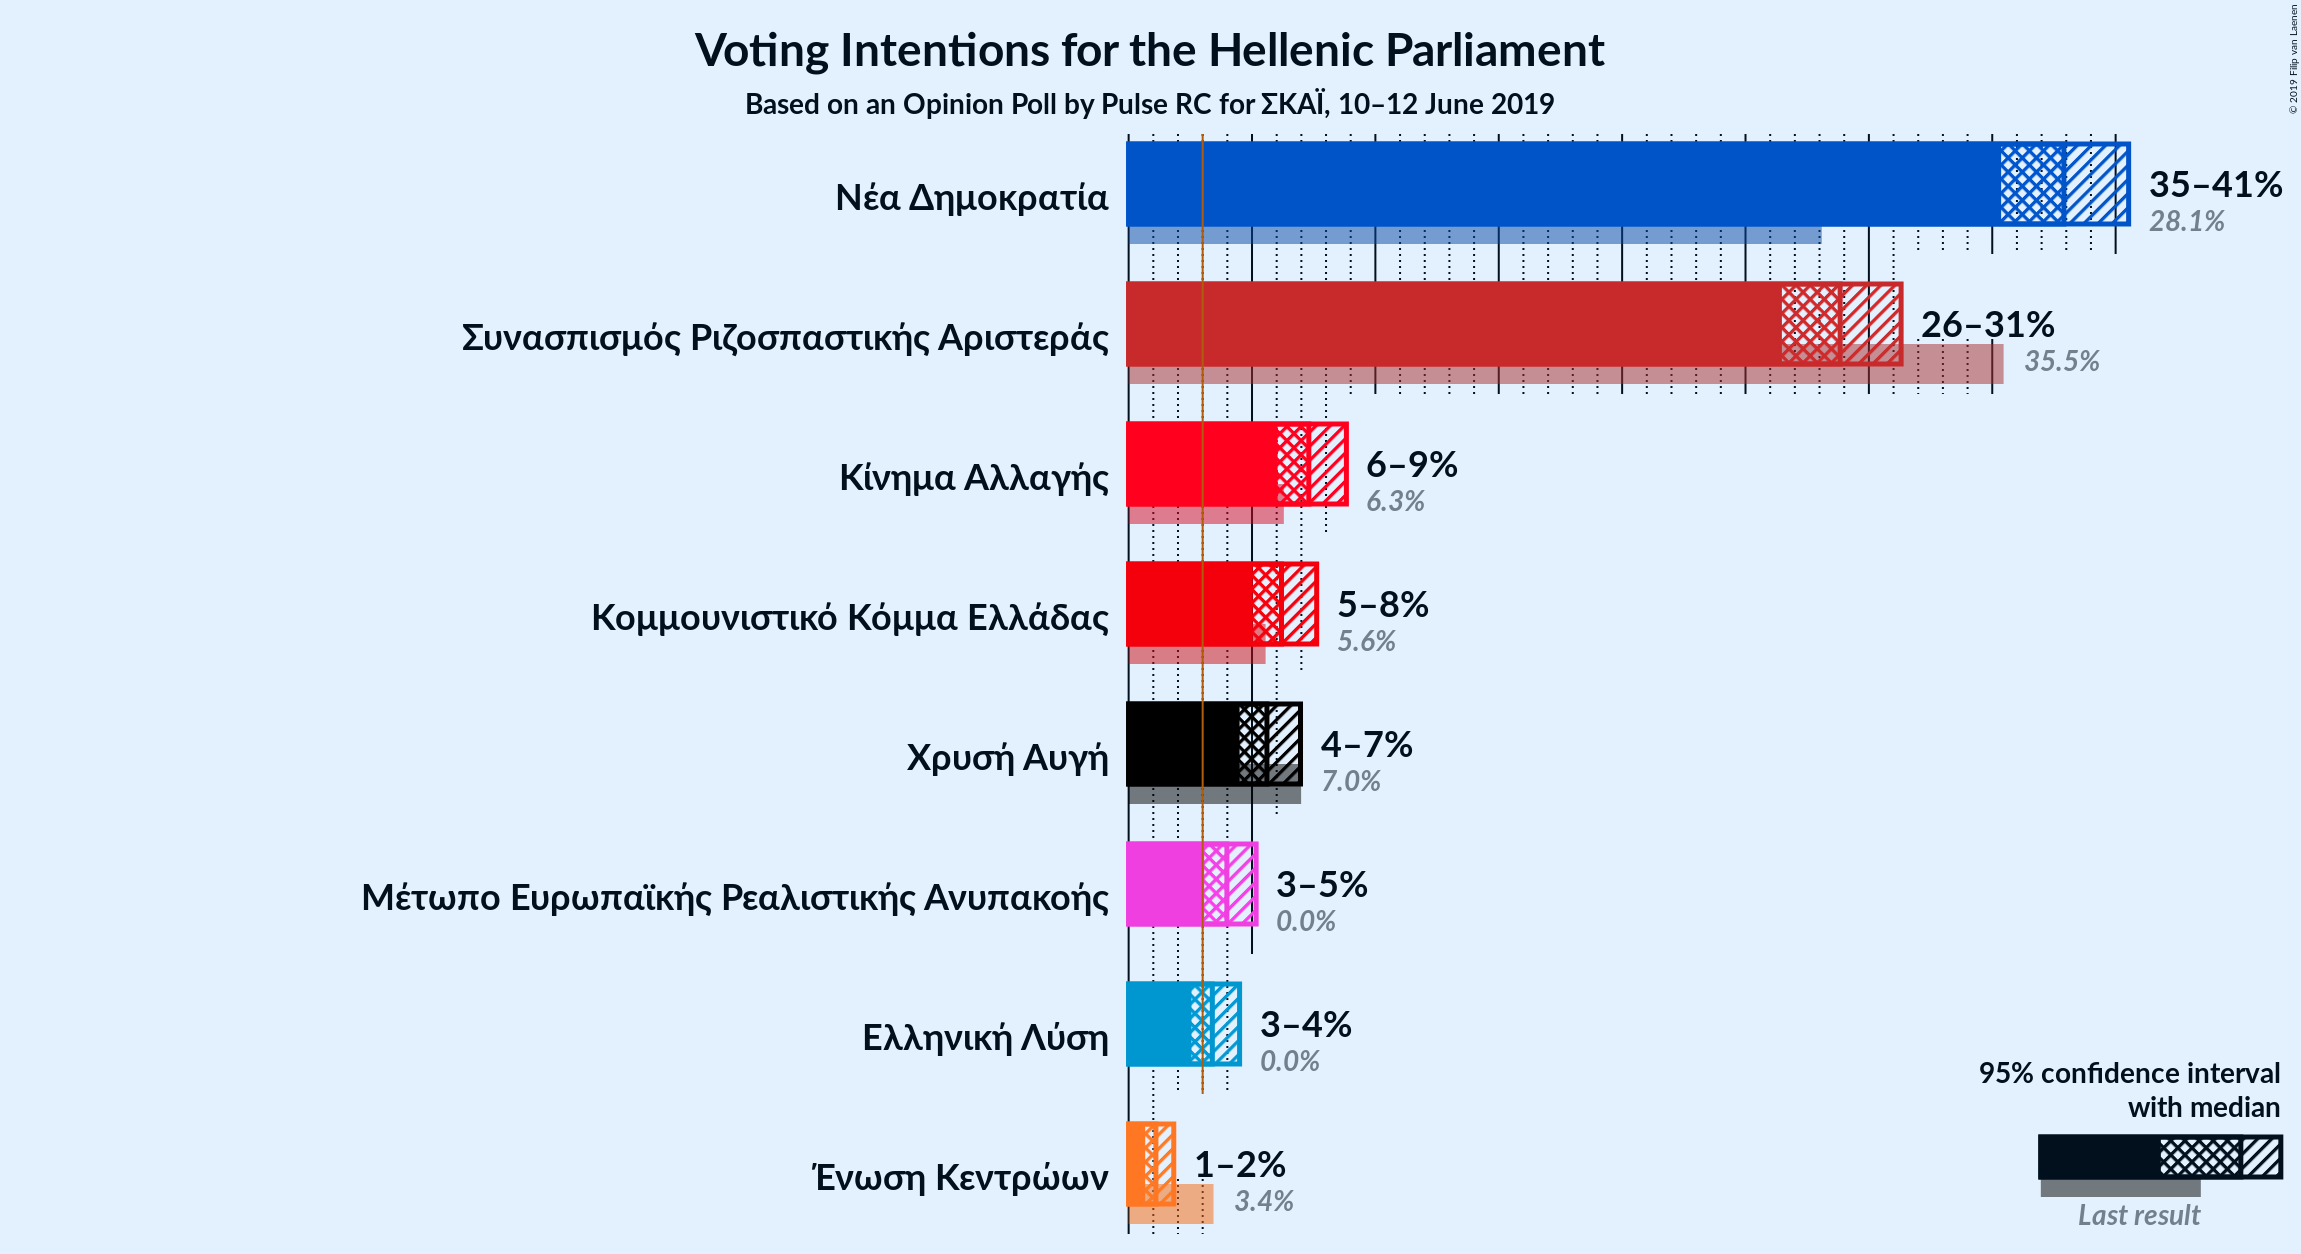 Voting Intentions for the Hellenic Parliament
Based on an Opinion Poll by Pulse RC for ΣΚΑΪ, 10–12 June 2019
© 2019 Filip van Laenen
Νέα Δημοκρατία
35–41%
28.1%
Συνασπισμός Ριζοσπαστικής Αριστεράς
26–31%
35.5%
Κίνημα Αλλαγής
6–9%
6.3%
Κομμουνιστικό Κόμμα Ελλάδας
5–8%
5.6%
Χρυσή Αυγή
4–7%
7.0%
Μέτωπο Ευρωπαϊκής Ρεαλιστικής Ανυπακοής
3–5%
0.0%
Ελληνική Λύση
3–4%
0.0%
Ένωση Κεντρώων
1–2%
3.4%
95% confidence interval
with median
Last result